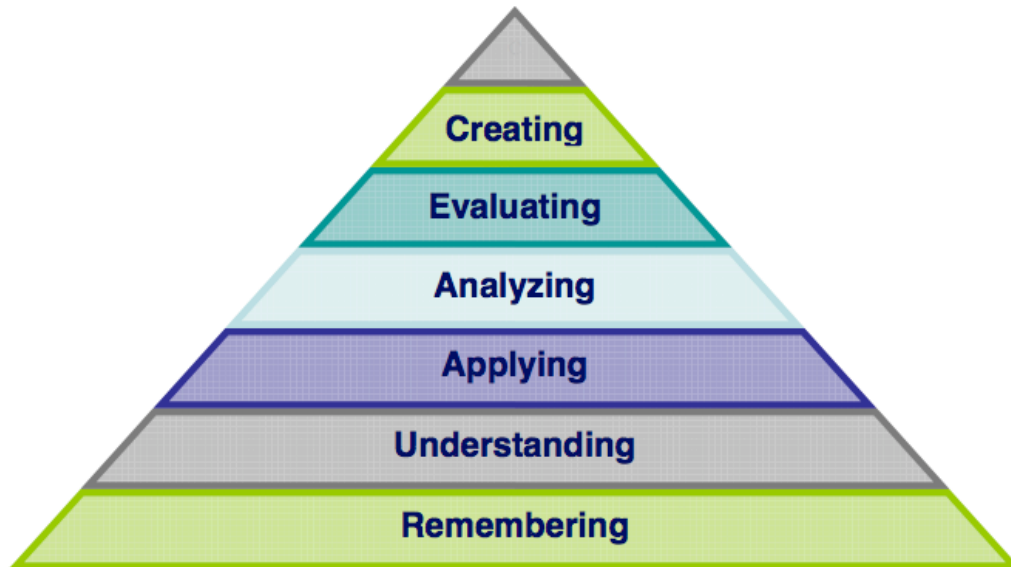 Creating
Evaluating
Analyzing
Applying
Understanding
Remembering